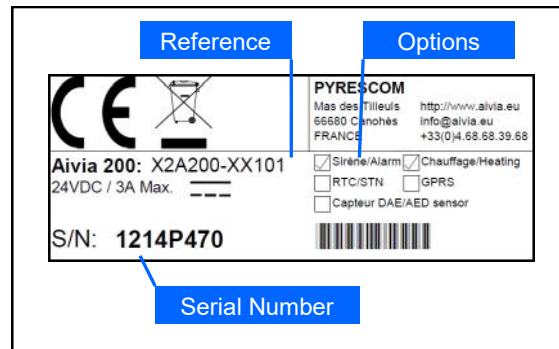 Reference
Options
PYRESCOM
Mas des Tilleuls http://www.aivia.eu
66680 Canohès info@aivia.eu
FRANCE +33(0)4.68.68.39.68
Aivia 200: X2A200-XX101
24VDC / 3A Max.
Sirène/Alarm Chauffage/Heating
RTC/STN GPRS
Capteur DAE/AED sensor
S/N: 1214P470
Serial Number